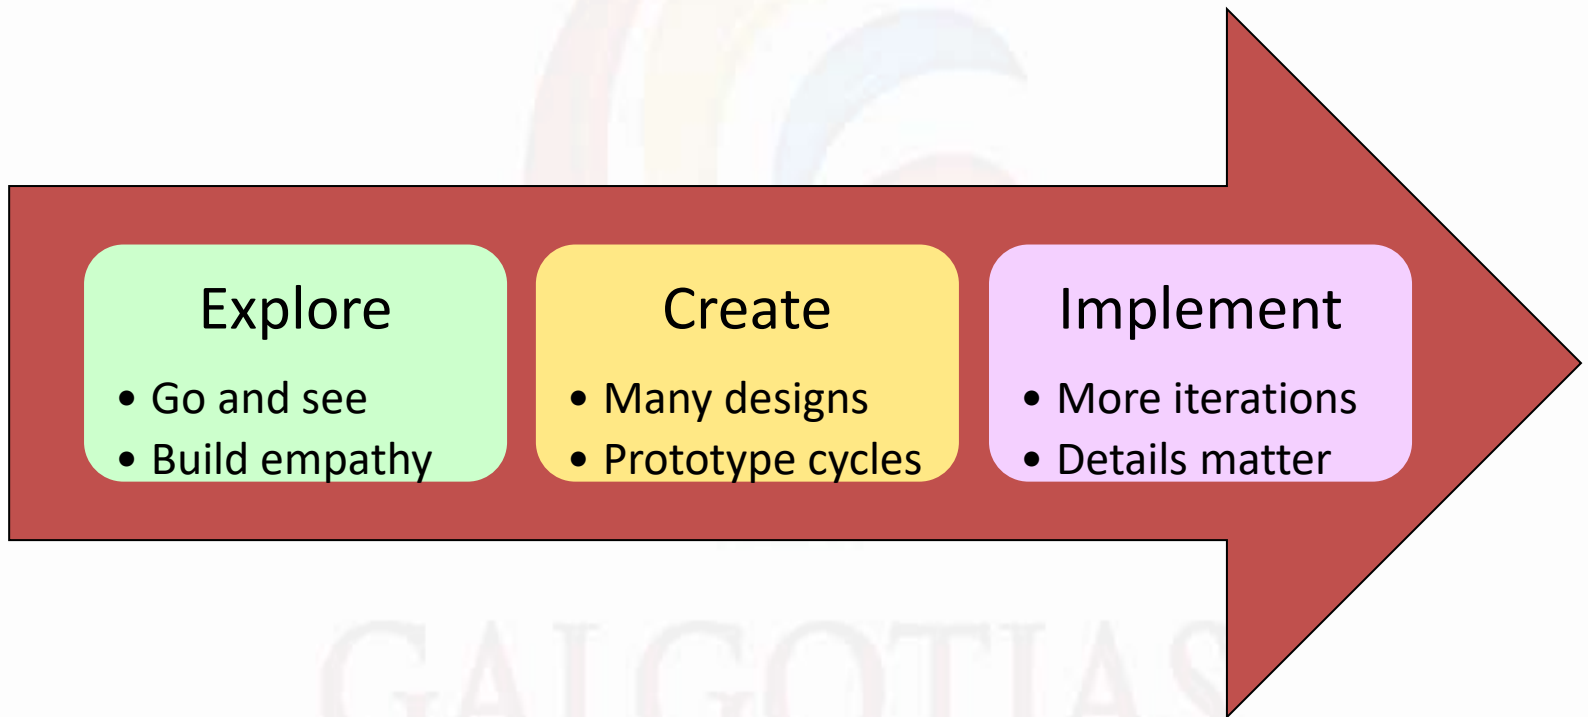 Explore
• Go and see
• Build empathy
Create
• Many designs
• Prototype cycles
Implement
• More iterations
• Details matter
GALGOTIAS